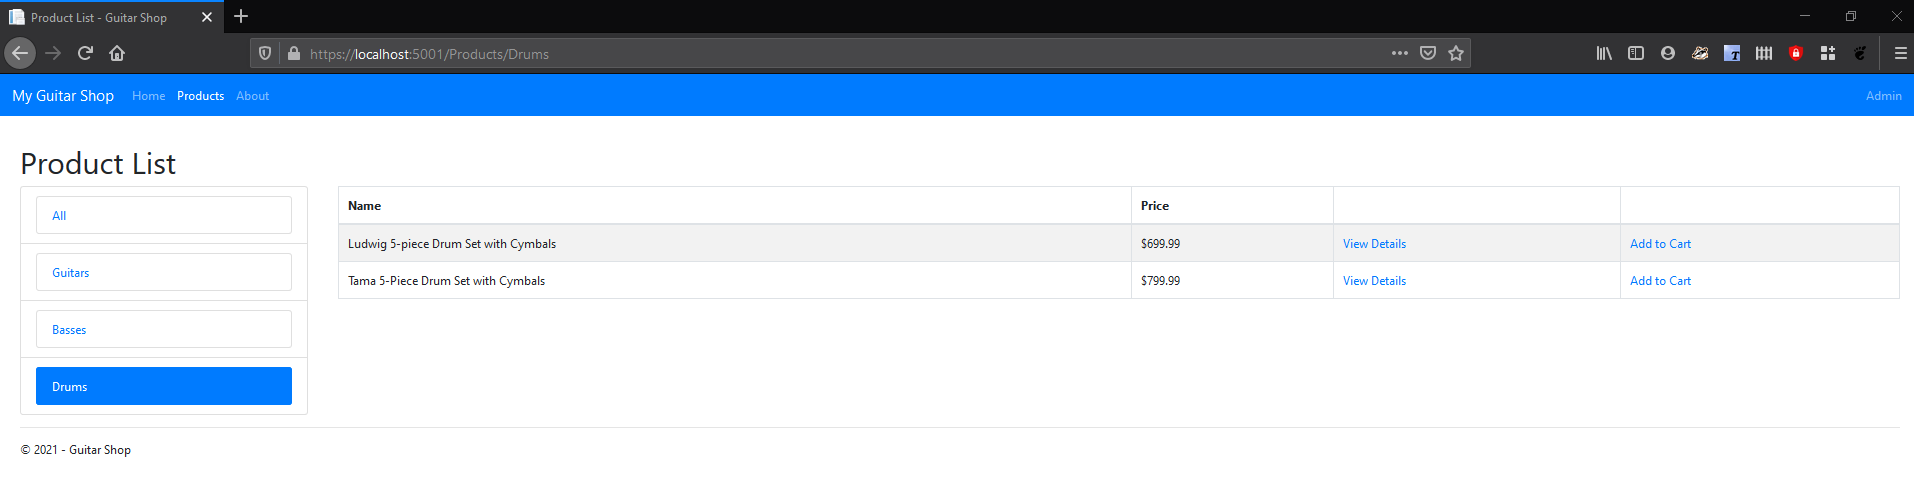 Product List - Guitar Shop
https://localhost:5001/Products/Drums
My Guitar Shop Home Products About Admin
Product List
All
Guitars
Basses
Drums
Name Price
Ludwig 5-piece Drum Set with Cymbals $699.99 View Details Add to Cart
Tama 5-Piece Drum Set with Cymbals $799.99 View Details Add to Cart
© 2021 - Guitar Shop